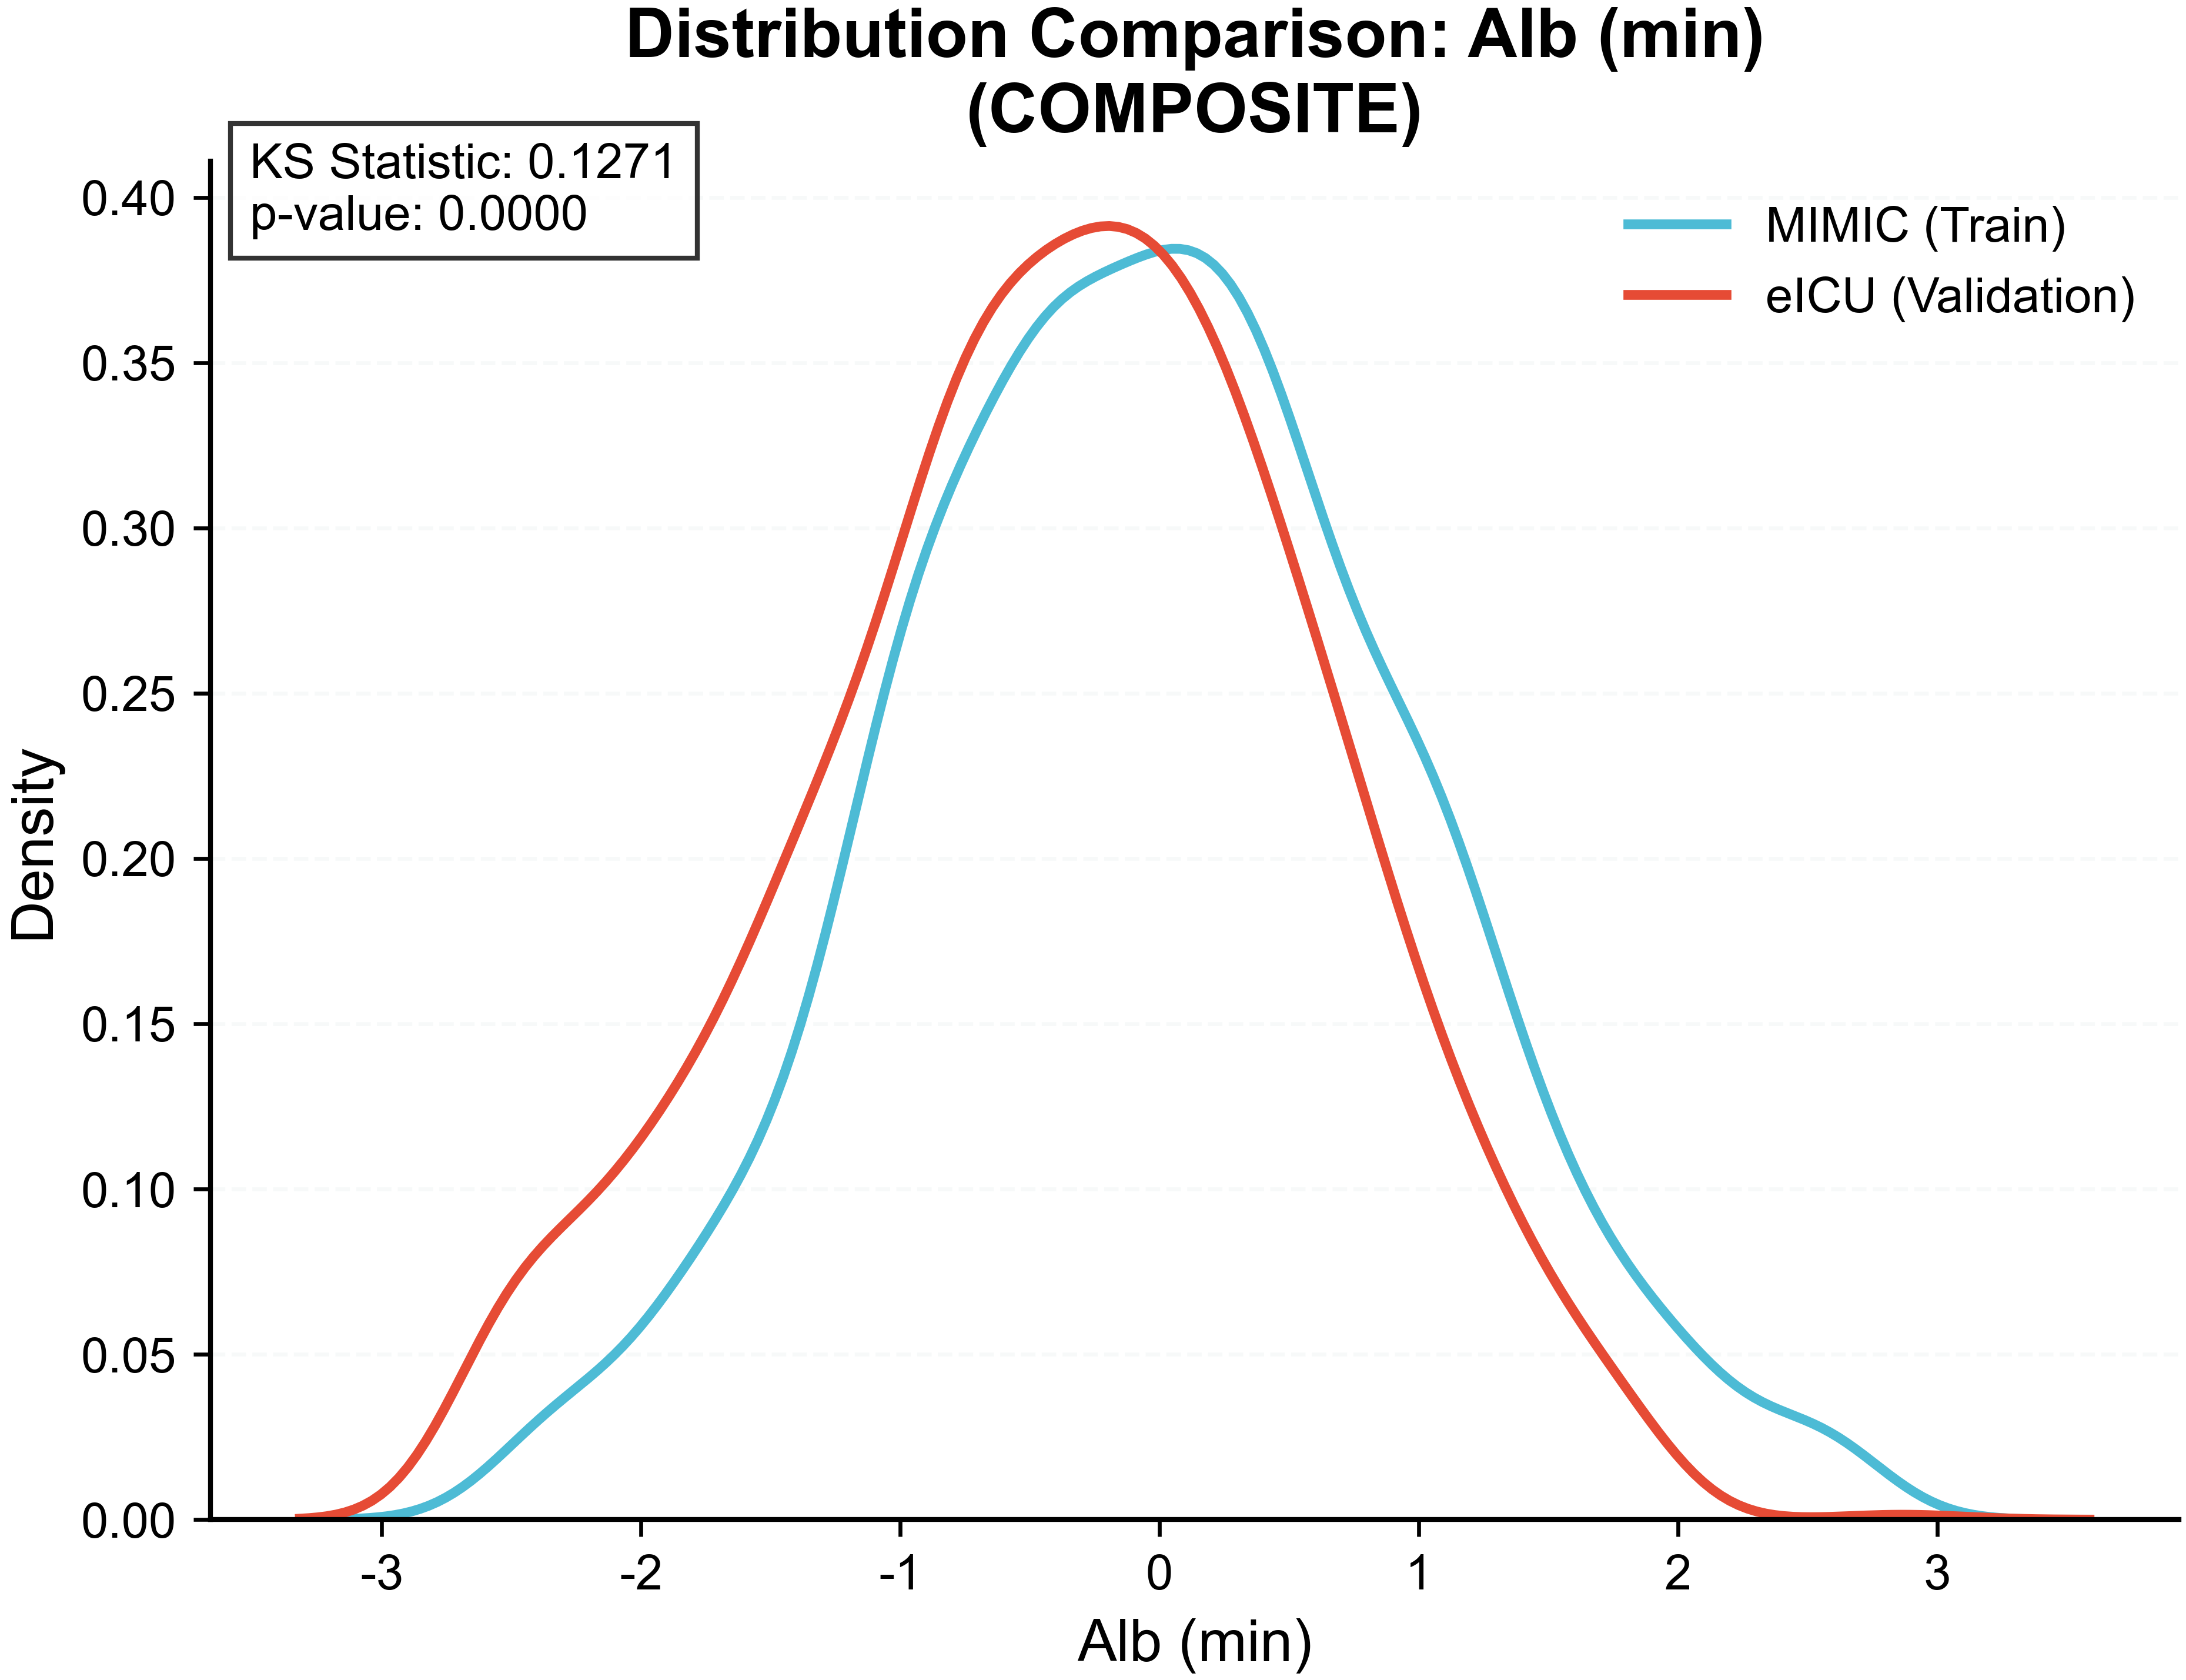 Distribution Comparison: Alb (min)
(COMPOSITE)
KS Statistic: 0.1271
p-value: 0.0000
MIMIC (Train)
eICU (Validation)
0.40
0.35
0.30
0.25
0.20
0.15
0.10
0.05
0.00
Density
-3 -2 -1 0 1 2 3
Alb (min)